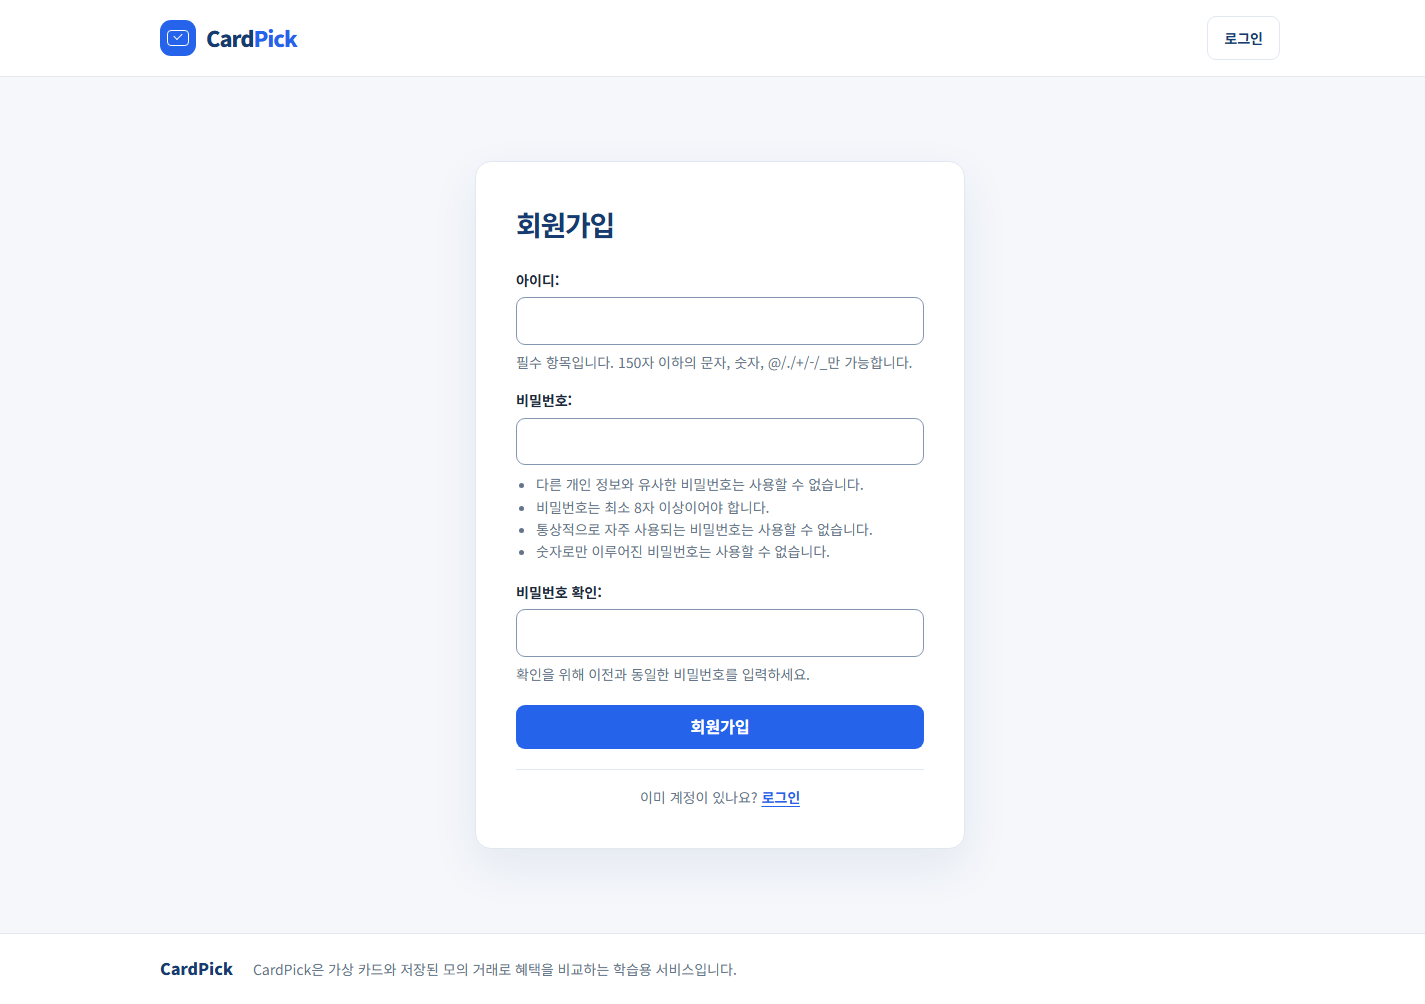 CardPick
로그인
회원가입
아이디:
필수 항목입니다. 150자 이하의 문자, 숫자, @/./+/-/_만 가능합니다.
비밀번호:
다른 개인 정보와 유사한 비밀번호는 사용할 수 없습니다.
비밀번호는 최소 8자 이상이어야 합니다.
통상적으로 자주 사용되는 비밀번호는 사용할 수 없습니다.
숫자로만 이루어진 비밀번호는 사용할 수 없습니다.
비밀번호 확인:
확인을 위해 이전과 동일한 비밀번호를 입력하세요.
회원가입
이미 계정이 있나요? 로그인
CardPick CardPick은 가상 카드와 저장된 모의 거래로 혜택을 비교하는 학습용 서비스입니다.